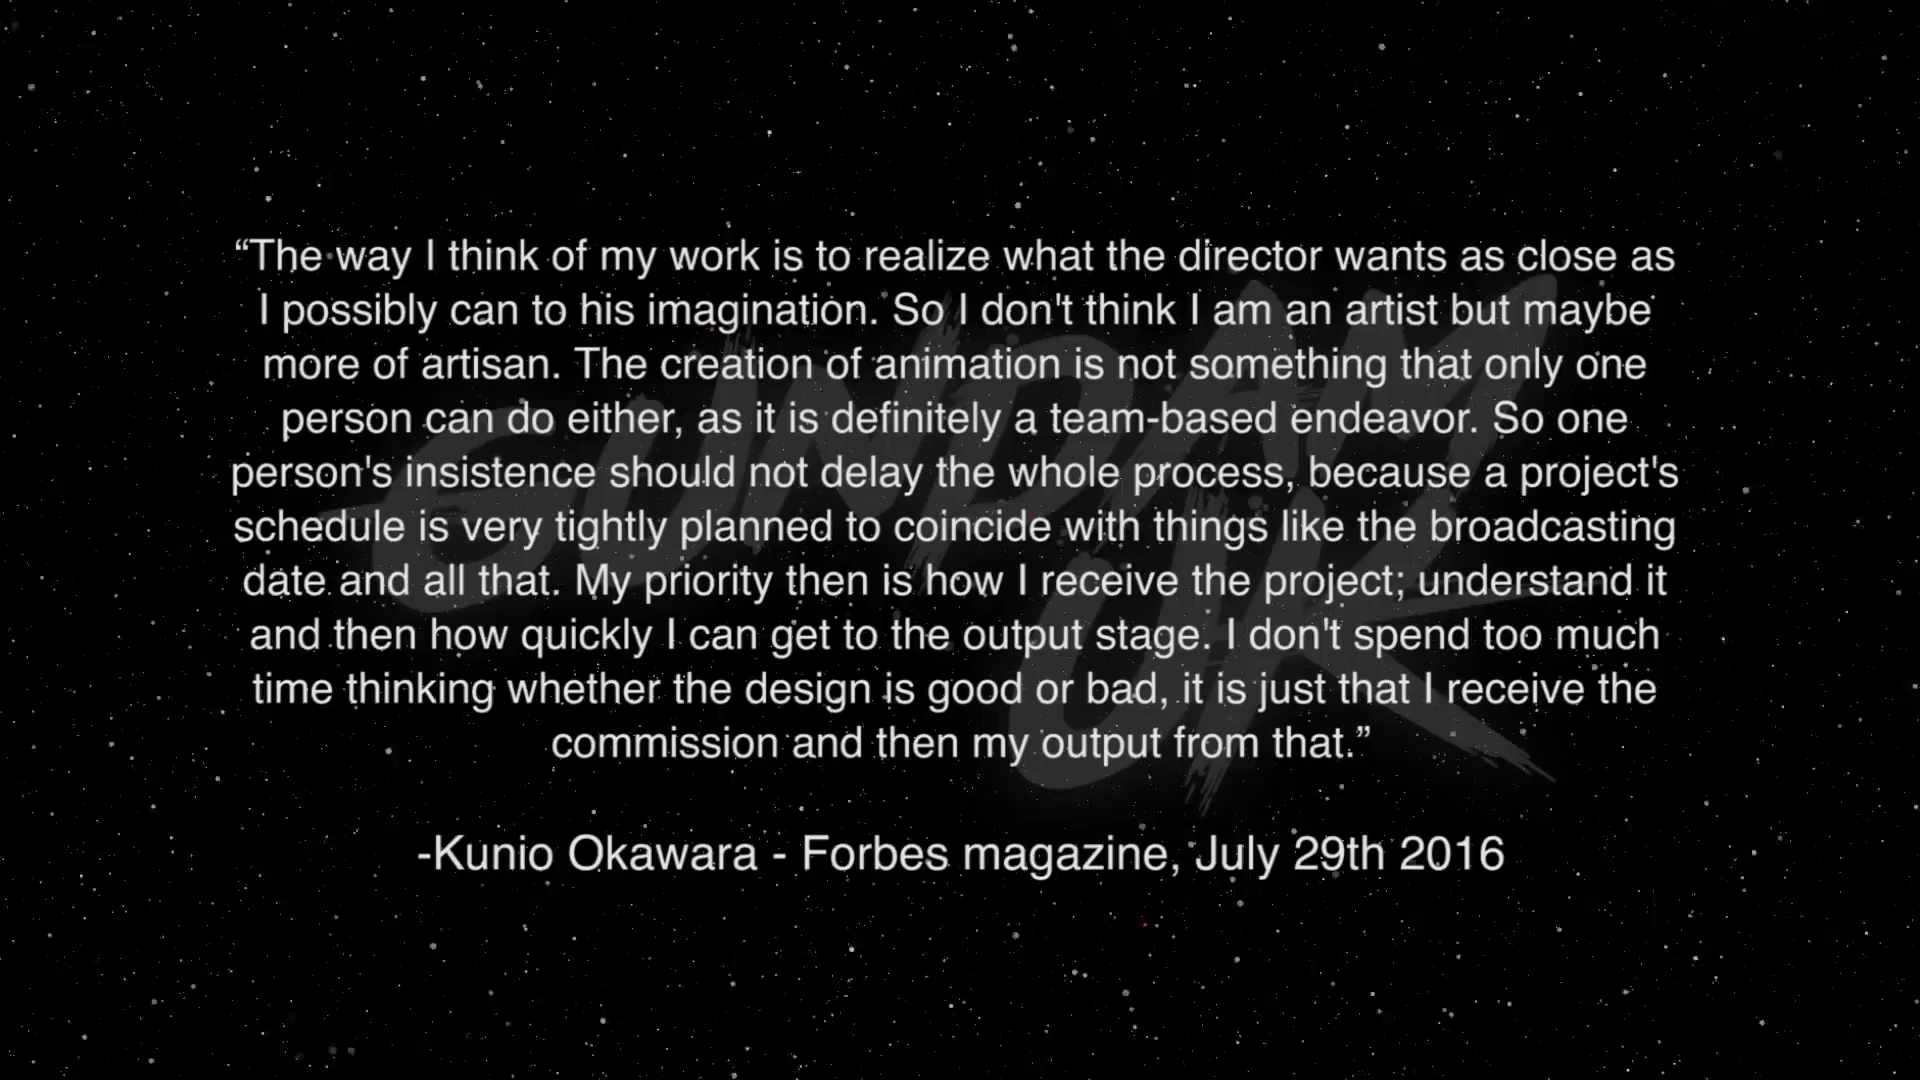 “The way I think of my work is to realize what the director wants as close as
I possibly can to his imagination. So I don't think I am an artist but maybe
more of artisan. The creation of animation is not something that only one
person can do either, as it is definitely a team-based endeavor. So one
person's insistence should not delay the whole process, because a project's
schedule is very tightly planned to coincide with things like the broadcasting
date and all that. My priority then is how I receive the project; understand it
and then how quickly I can get to the output stage. I don't spend too much
time thinking whether the design is good or bad, it is just that I receive the
commission and then my output from that.”
-Kunio Okawara - Forbes magazine, July 29th 2016
GUNDAM
UK